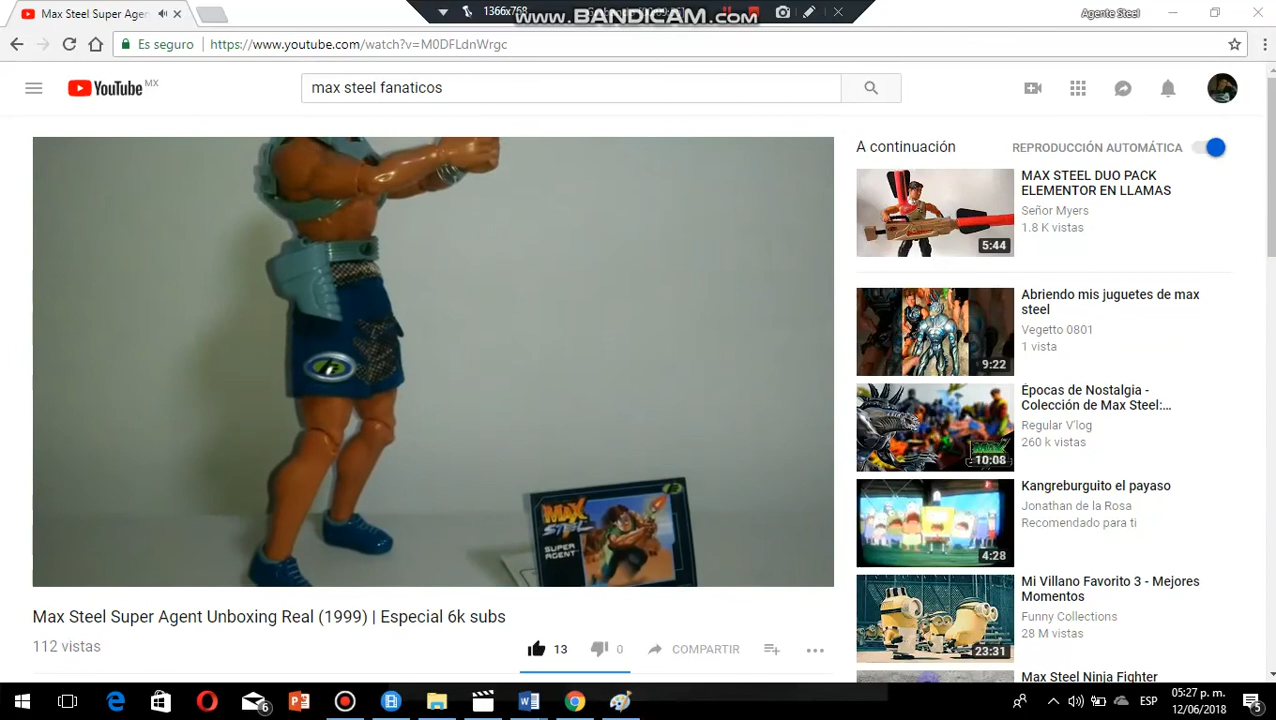 Max Steel Super Agen
1366x768
www.BANDICAM.com
Agente Steel
Es seguro
https://www.youtube.com/watch?v=M0DFLdnWrgc
YouTube MX
max steel fanaticos
A continuación
REPRODUCCIÓN AUTOMÁTICA
MAX STEEL DUO PACK
ELEMENTOR EN LLAMAS
Señor Myers
1.8 K vistas
5:44
Abriendo mis juguetes de max
steel
Vegetto 0801
1 vista
9:22
Épocas de Nostalgia -
Colección de Max Steel:...
Regular V'log
260 k vistas
MAX
10:08
Kangreburguito el payaso
Jonathan de la Rosa
Recomendado para ti
4:28
Mi Villano Favorito 3 - Mejores
Momentos
Funny Collections
28 M vistas
23:31
Max Steel Ninja Fighter
MAX
STEEL
SUPER
AGENT
Max Steel Super Agent Unboxing Real (1999) | Especial 6k subs
112 vistas
13
0
COMPARTIR
6
ESP
05:27 p. m.
12/06/2018
5